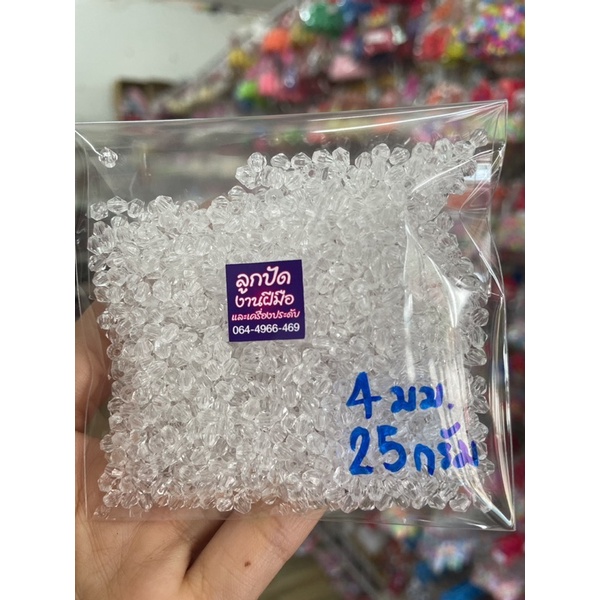 ลูกปัด
งานฝีมือ
และเครื่องประดับ
064-4966-469
4 มม.
25 กรัม